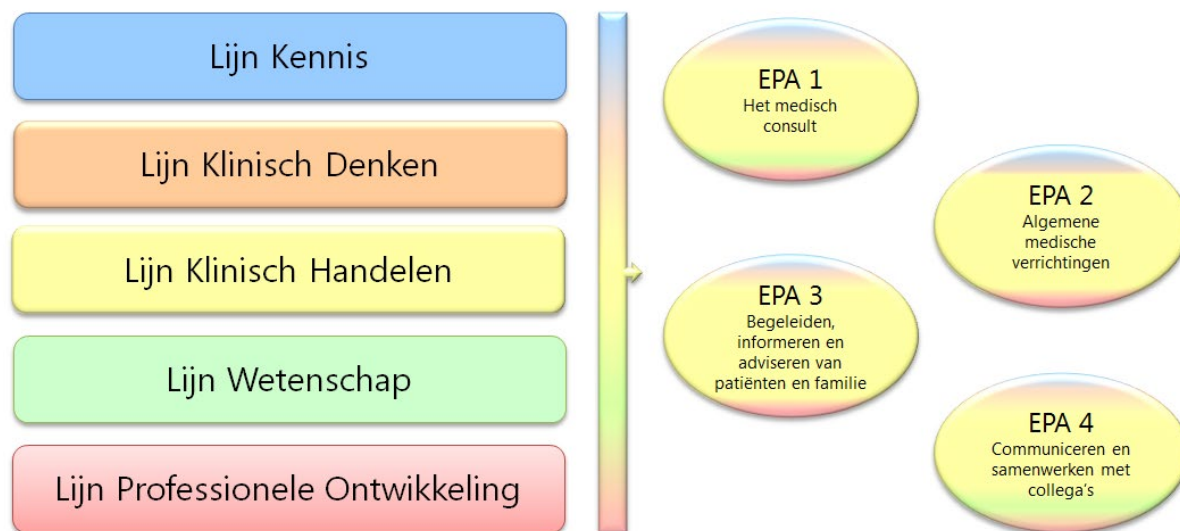 Lijn Kennis
Lijn Klinisch Denken
Lijn Klinisch Handelen
Lijn Wetenschap
Lijn Professionele Ontwikkeling
EPA 1
Het medisch
consult
EPA 2
Algemene
medische
verrichtingen
EPA 3
Begeleiden,
informeren en
adviseren van
patiënten en familie
EPA 4
Communiceren en
samenwerken met
collega's